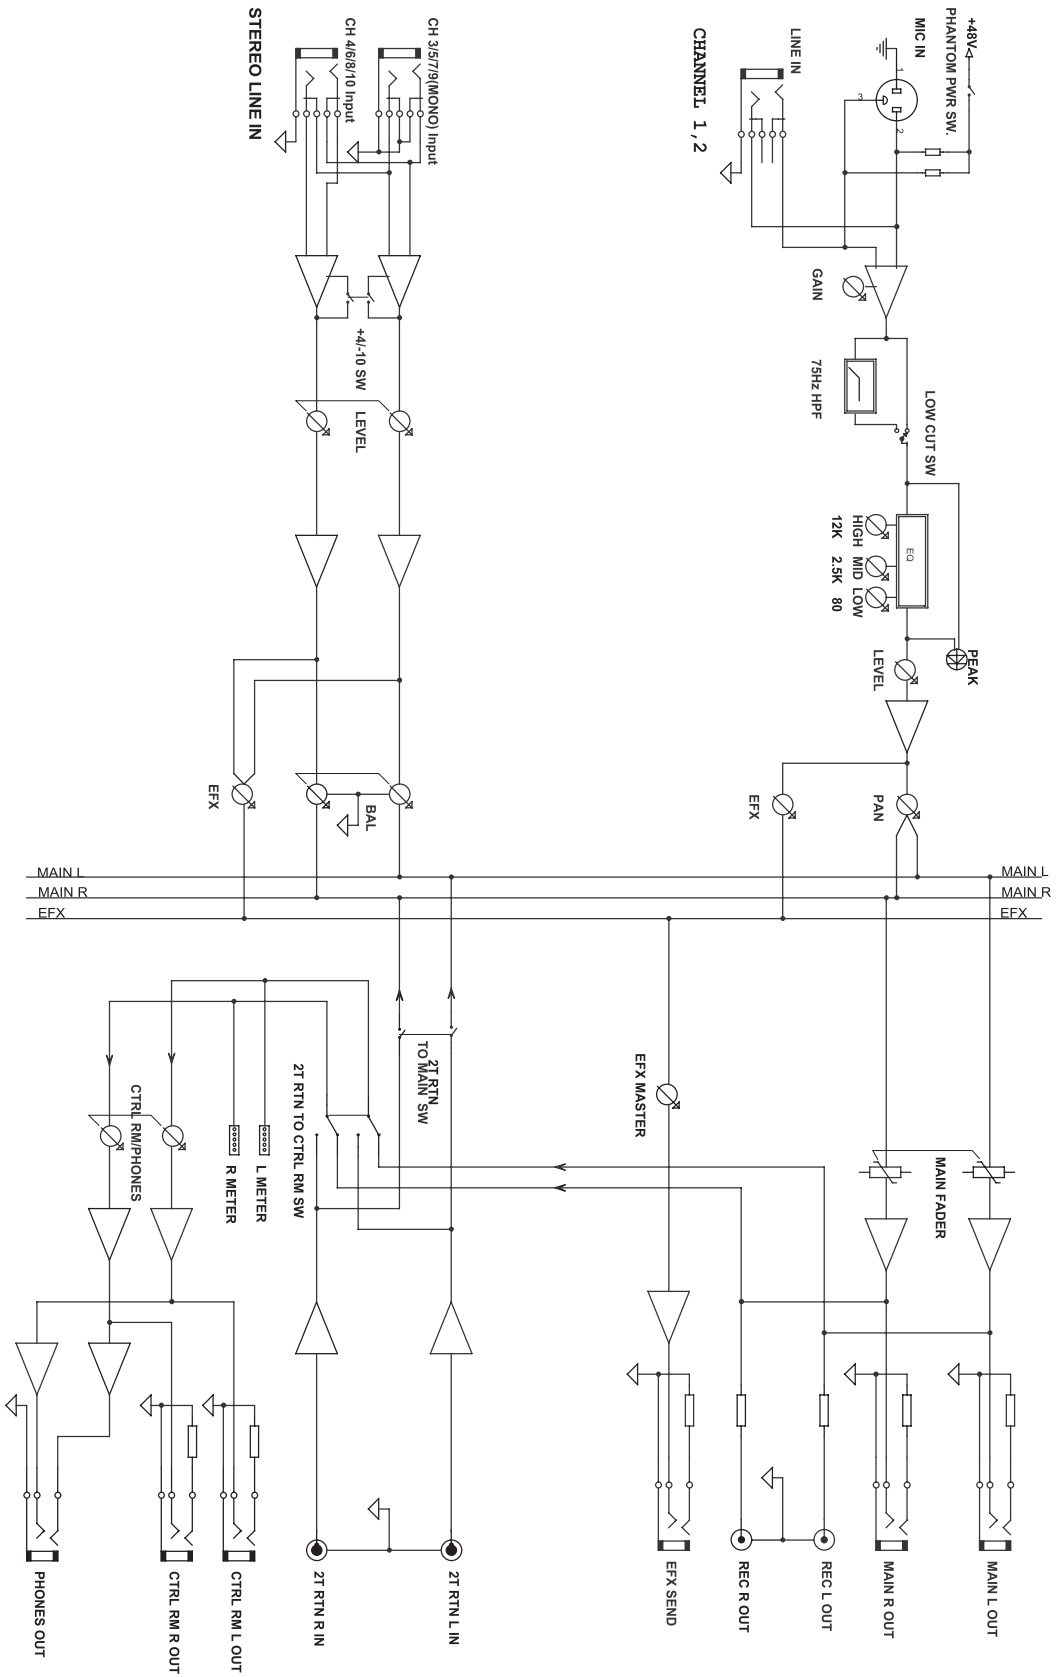 CHANNEL 1,2
+48V
PHANTOM PWR SW.
MIC IN
1
2
3
LINE IN
GAIN
75Hz HPF
LOW CUT SW
EQ
HIGH MID LOW
12K 2.5K 80
PEAK
LEVEL
PAN
EFX
STEREO LINE IN
CH 3/5/7/9(MONO) Input
CH 4/6/8/10 Input
+4/-10 SW
LEVEL
BAL
EFX
MAIN L
MAIN R
EFX
MAIN L
MAIN R
EFX
MAIN FADER
MAIN L OUT
MAIN R OUT
REC L OUT
REC R OUT
EFX MASTER
EFX SEND
2T RTN
TO MAIN SW
2T RTN TO CTRL RM SW
2T RTN L IN
2T RTN R IN
L METER
R METER
CTRL RM/PHONES
CTRL RM L OUT
CTRL RM R OUT
PHONES OUT